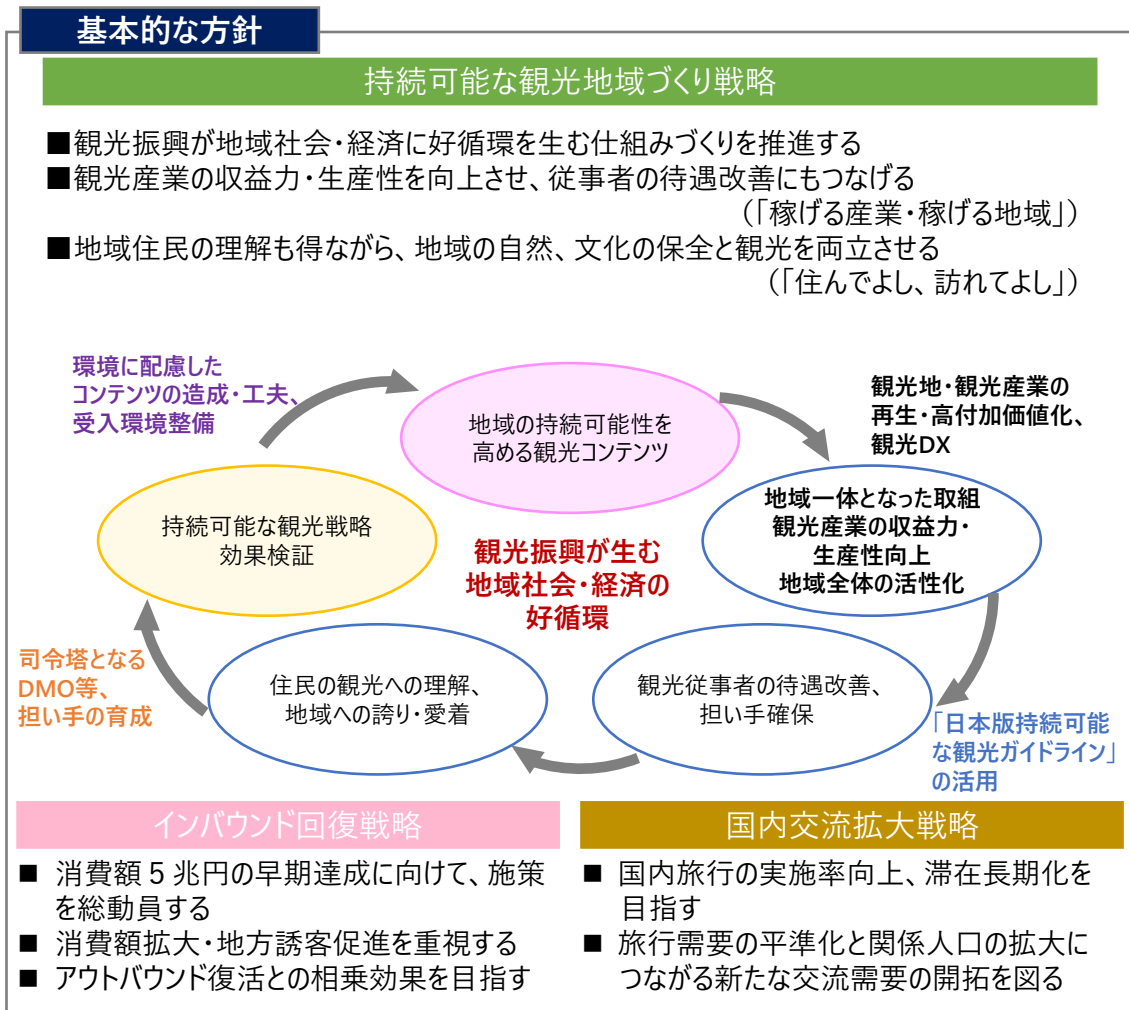 基本的な方針
持続可能な観光地域づくり戦略
■観光振興が地域社会・経済に好循環を生む仕組みづくりを推進する
■観光産業の収益力・生産性を向上させ、従事者の待遇改善にもつなげる
（「稼げる産業・稼げる地域」）
■地域住民の理解も得ながら、地域の自然、文化の保全と観光を両立させる
（「住んでよし、訪れてよし」）
環境に配慮した
コンテンツの造成・工夫、
受入環境整備
地域の持続可能性を
高める観光コンテンツ
観光地・観光産業の
再生・高付加価値化、
観光DX
地域一体となった取組
観光産業の収益力・
生産性向上
地域全体の活性化
持続可能な観光戦略
効果検証
観光振興が生む
地域社会・経済の
好循環
司令塔となる
DMO等、
担い手の育成
住民の観光への理解、
地域への誇り・愛着
観光従事者の待遇改善、
担い手確保
「日本版持続可能
な観光ガイドライン」
の活用
インバウンド回復戦略
■ 消費額５兆円の早期達成に向けて、施策
を総動員する
■ 消費額拡大・地方誘客促進を重視する
■ アウトバウンド復活との相乗効果を目指す
国内交流拡大戦略
■ 国内旅行の実施率向上、滞在長期化を
目指す
■ 旅行需要の平準化と関係人口の拡大に
つながる新たな交流需要の開拓を図る